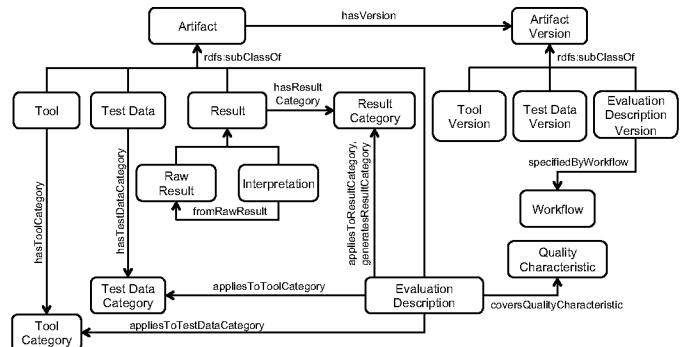 Artifact
hasVersion
Artifact
Version
rdfs:subClassOf
rdfs:subClassOf
Tool
Test Data
Result
hasResult
Category
Result
Category
Tool
Version
Test Data
Version
Evaluation
Description
Version
Raw
Result
Interpretation
fromRawResult
hasToolCategory
hasTestDataCategory
appliesToResultCategory,
generatesResultCategory
specifiedByWorkflow
Workflow
Quality
Characteristic
Test Data
Category
appliesToToolCategory
Evaluation
Description
coversQualityCharacteristic
Tool
Category
appliesToTestDataCategory